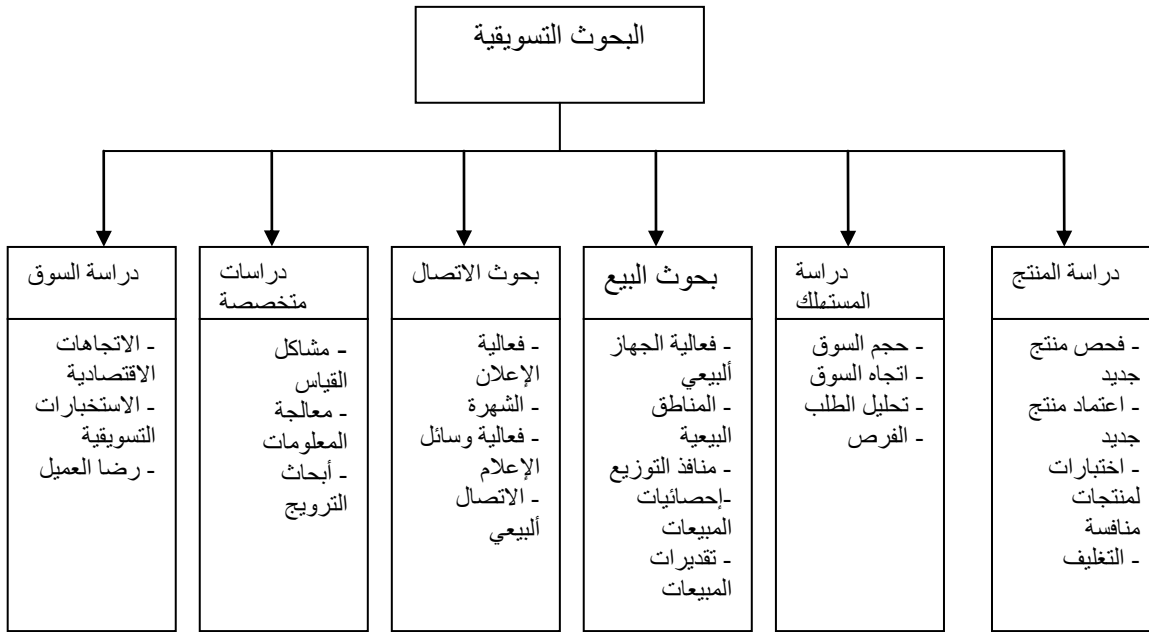 البحوث التسويقية
دراسة المنتج
- فحص منتج
جديد
- اعتماد منتج
جديد
- اختبارات
لمنتجات
منافسة
- التغليف
دراسة
المستهلك
- حجم السوق
- اتجاه السوق
- تحليل الطلب
- الفرص
بحوث البيع
- فعالية الجهاز
ألبيعي
- المناطق
البيعية
- منافذ التوزيع
-إحصائيات
المبيعات
- تقديرات
المبيعات
بحوث الاتصال
- فعالية
الإعلان
- الشهرة
- فعالية وسائل
الإعلام
- الاتصال
ألبيعي
دراسات
متخصصة
- مشاكل
القياس
- معالجة
المعلومات
- أبحاث
الترويج
دراسة السوق
- الاتجاهات
الاقتصادية
- الاستخبارات
التسويقية
- رضا العميل